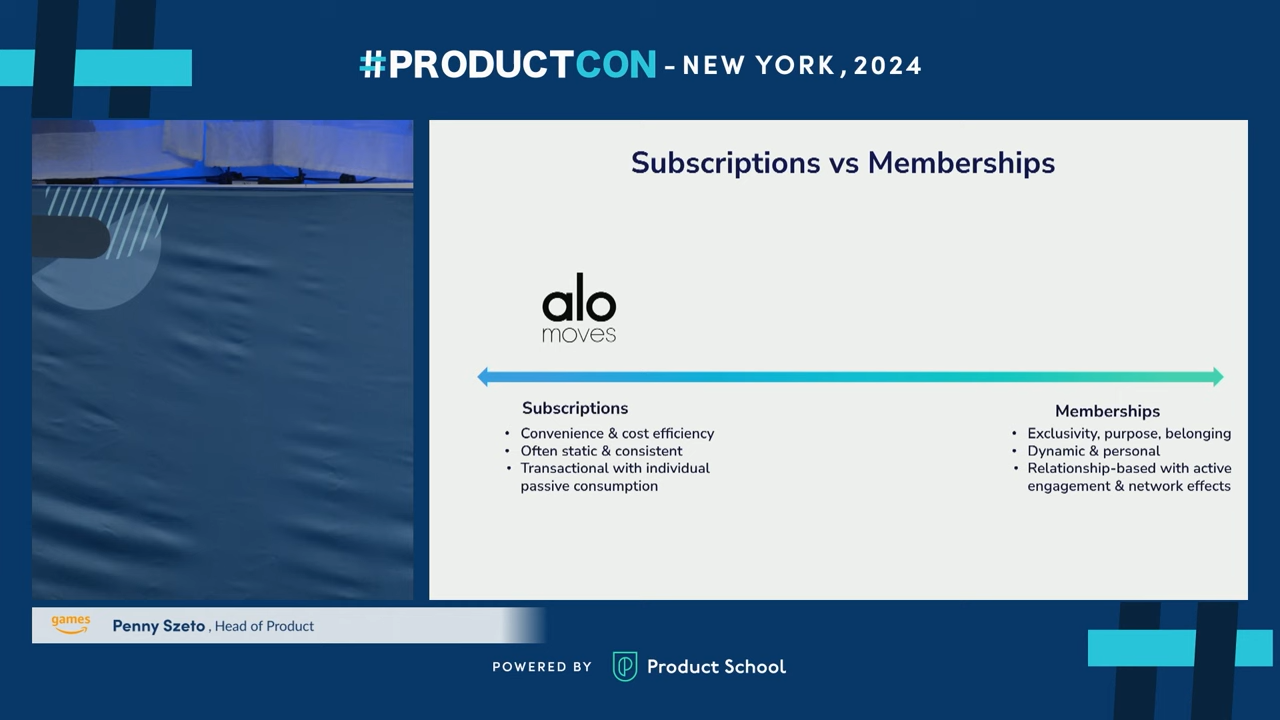 #PRODUCTCON - NEW YORK, 2024
Subscriptions vs Memberships
alo
moves
Subscriptions
• Convenience & cost efficiency
• Often static & consistent
• Transactional with individual
passive consumption
Memberships
• Exclusivity, purpose, belonging
• Dynamic & personal
• Relationship-based with active
engagement & network effects
games
Penny Szeto, Head of Product
POWERED BY Product School